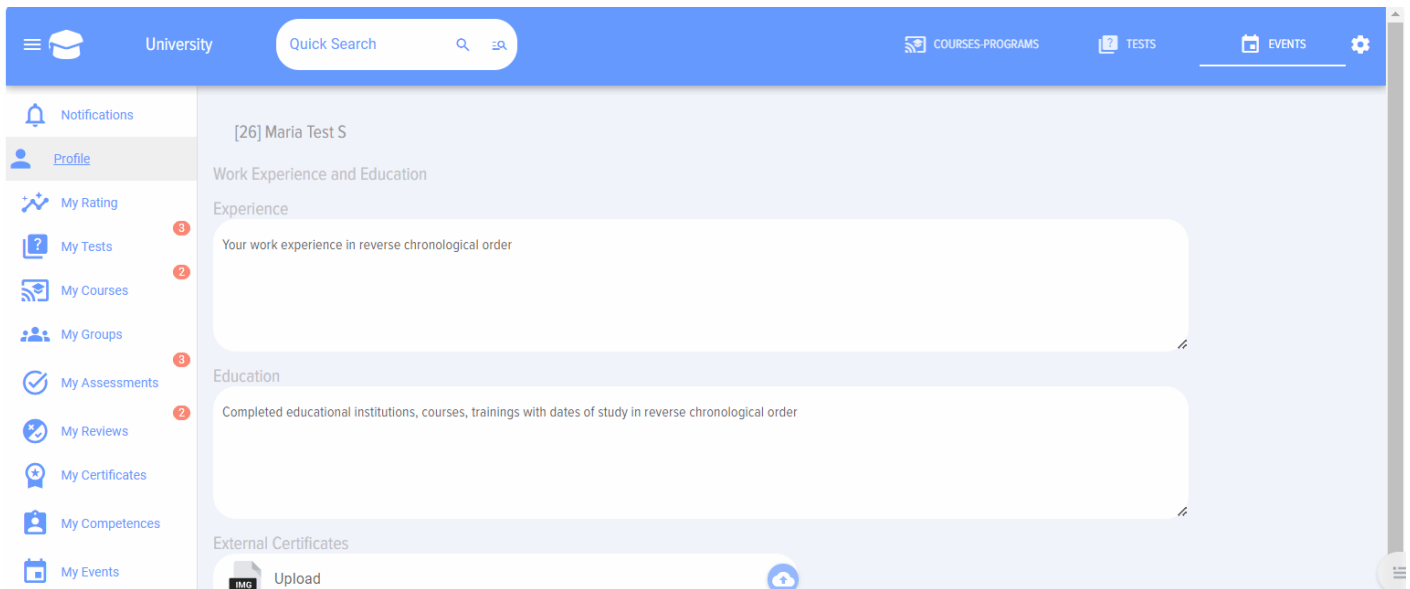 University
Quick Search
COURSES-PROGRAMS
? TESTS
EVENTS
Notifications
[26] Maria Test S
Profile
Work Experience and Education
My Rating
Experience
3
? My Tests
Your work experience in reverse chronological order
2
My Courses
My Groups
3
My Assessments
Education
2
Completed educational institutions, courses, trainings with dates of study in reverse chronological order
My Reviews
My Certificates
My Competences
External Certificates
My Events
IMG Upload